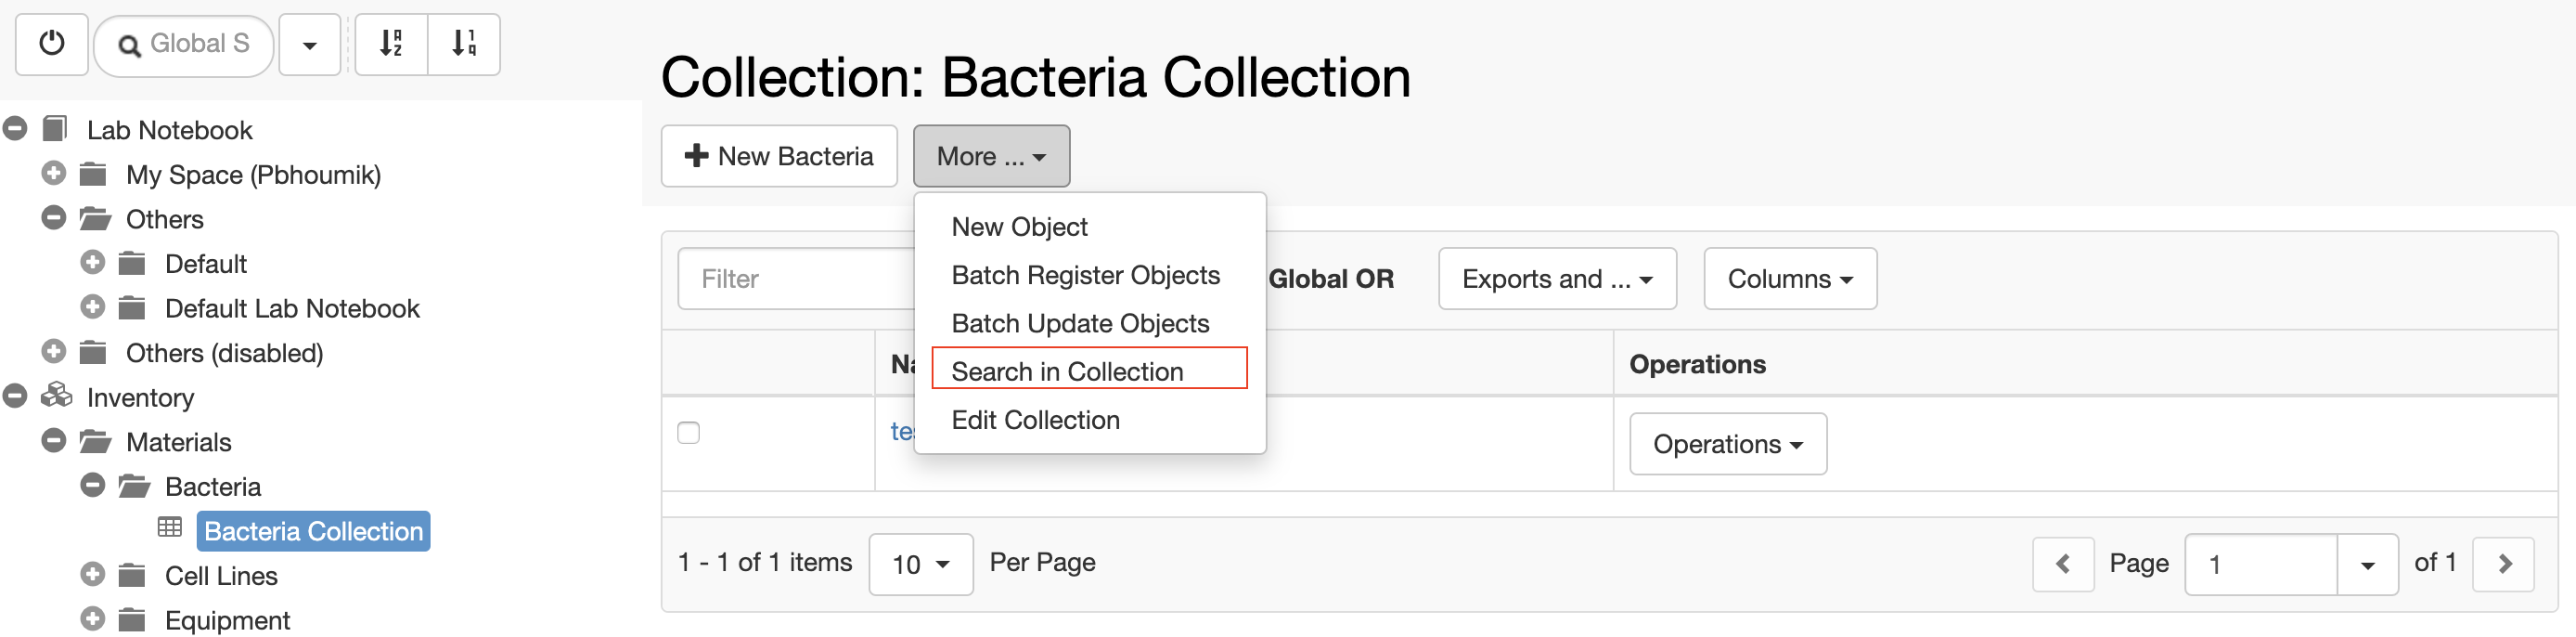 Global S
Lab Notebook
My Space (Pbhoumik)
Others
Default
Default Lab Notebook
Others (disabled)
Inventory
Materials
Bacteria
Bacteria Collection
Cell Lines
Equipment
Collection: Bacteria Collection
New Bacteria
More ...
New Object
Batch Register Objects
Batch Update Objects
Search in Collection
Edit Collection
Filter
Global OR
Exports and ...
Columns
Operations
Operations
1 - 1 of 1 items
10
Per Page
Page
1
of 1